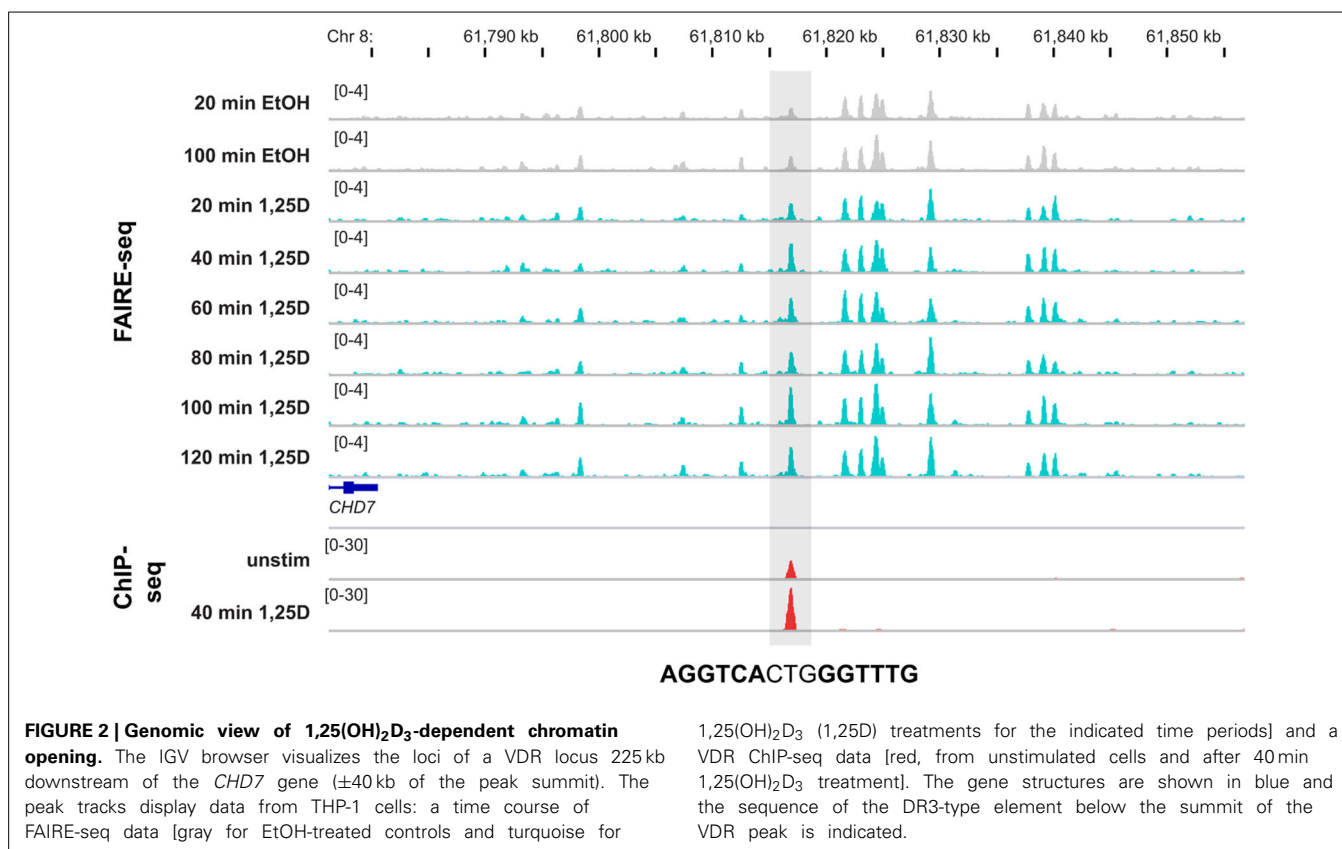 Chr 8: 61,790 kb 61,800 kb 61,810 kb 61,820 kb 61,830 kb 61,840 kb 61,850 kb
FAIRE-seq
20 min EtOH [0-4]
100 min EtOH [0-4]
20 min 1,25D [0-4]
40 min 1,25D [0-4]
60 min 1,25D [0-4]
80 min 1,25D [0-4]
100 min 1,25D [0-4]
120 min 1,25D [0-4]
CHD7
ChIP-
seq
unstim [0-30]
40 min 1,25D [0-30]
AGGTCACTGGGGTTTG
FIGURE 2 | Genomic view of 1,25(OH)₂D₃-dependent chromatin
opening. The IGV browser visualizes the loci of a VDR locus 225 kb
downstream of the CHD7 gene (±40 kb of the peak summit). The
peak tracks display data from THP-1 cells: a time course of
FAIRE-seq data [gray for EtOH-treated controls and turquoise for
1,25(OH)₂D₃ (1,25D) treatments for the indicated time periods] and a
VDR ChIP-seq data [red, from unstimulated cells and after 40 min
1,25(OH)₂D₃ treatment]. The gene structures are shown in blue and
the sequence of the DR3-type element below the summit of the
VDR peak is indicated.